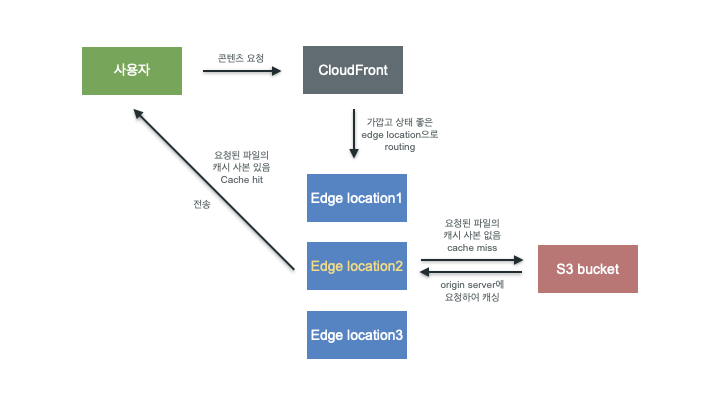 사용자
콘텐츠 요청
CloudFront
가깝고 상태 좋은
edge location으로
routing
요청된 파일의
캐시 사본 있음
Cache hit
전송
Edge location1
Edge location2
Edge location3
요청된 파일의
캐시 사본 없음
cache miss
S3 bucket
origin server에
요청하여 캐싱